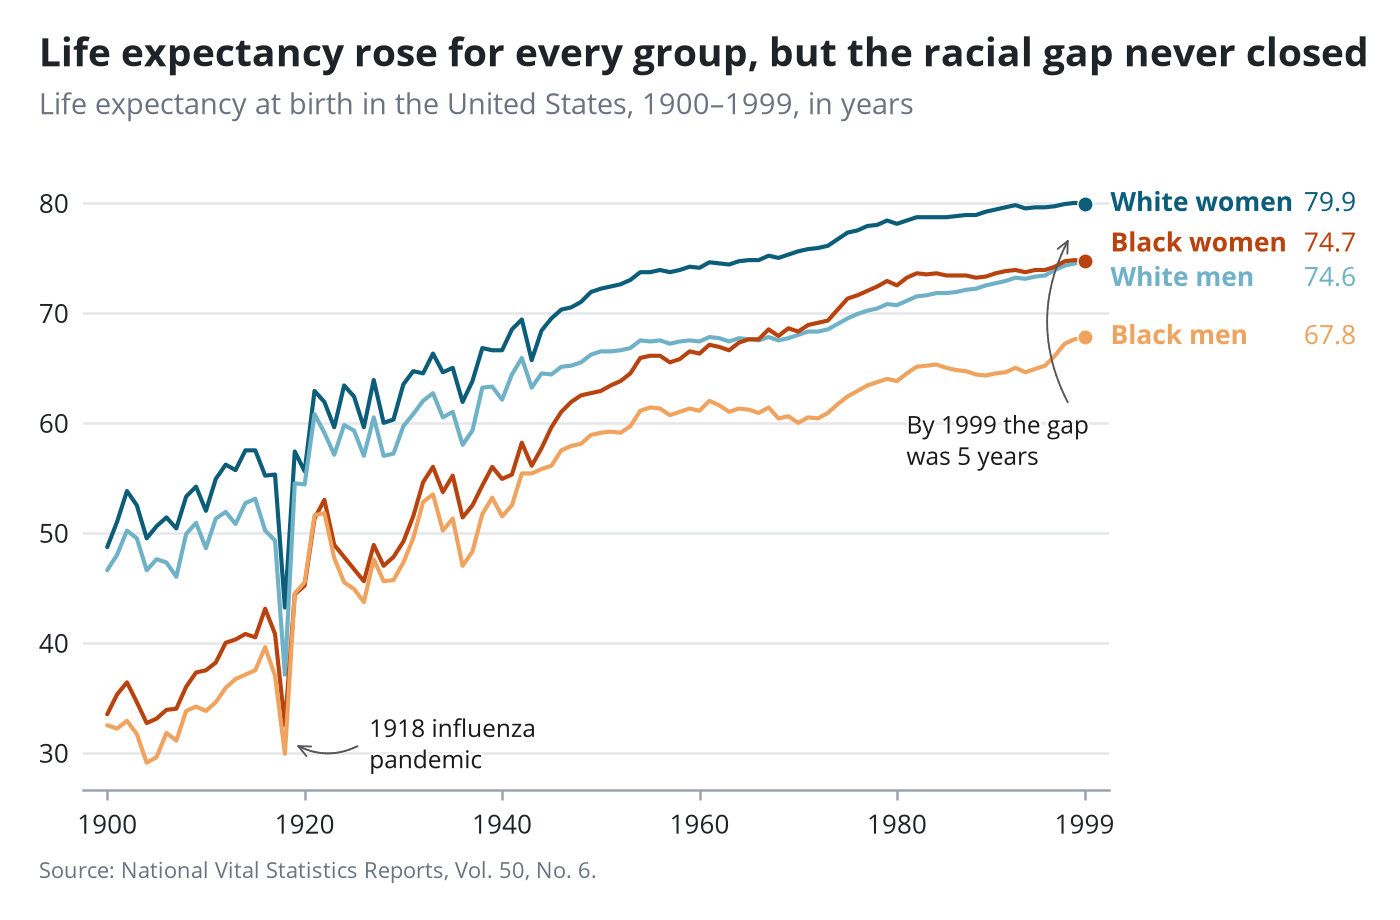 Life expectancy rose for every group, but the racial gap never closed
Life expectancy at birth in the United States, 1900–1999, in years
80
70
60
50
40
30
White women 79.9
Black women 74.7
White men 74.6
Black men 67.8
By 1999 the gap
was 5 years
1918 influenza
pandemic
1900 1920 1940 1960 1980 1999
Source: National Vital Statistics Reports, Vol. 50, No. 6.